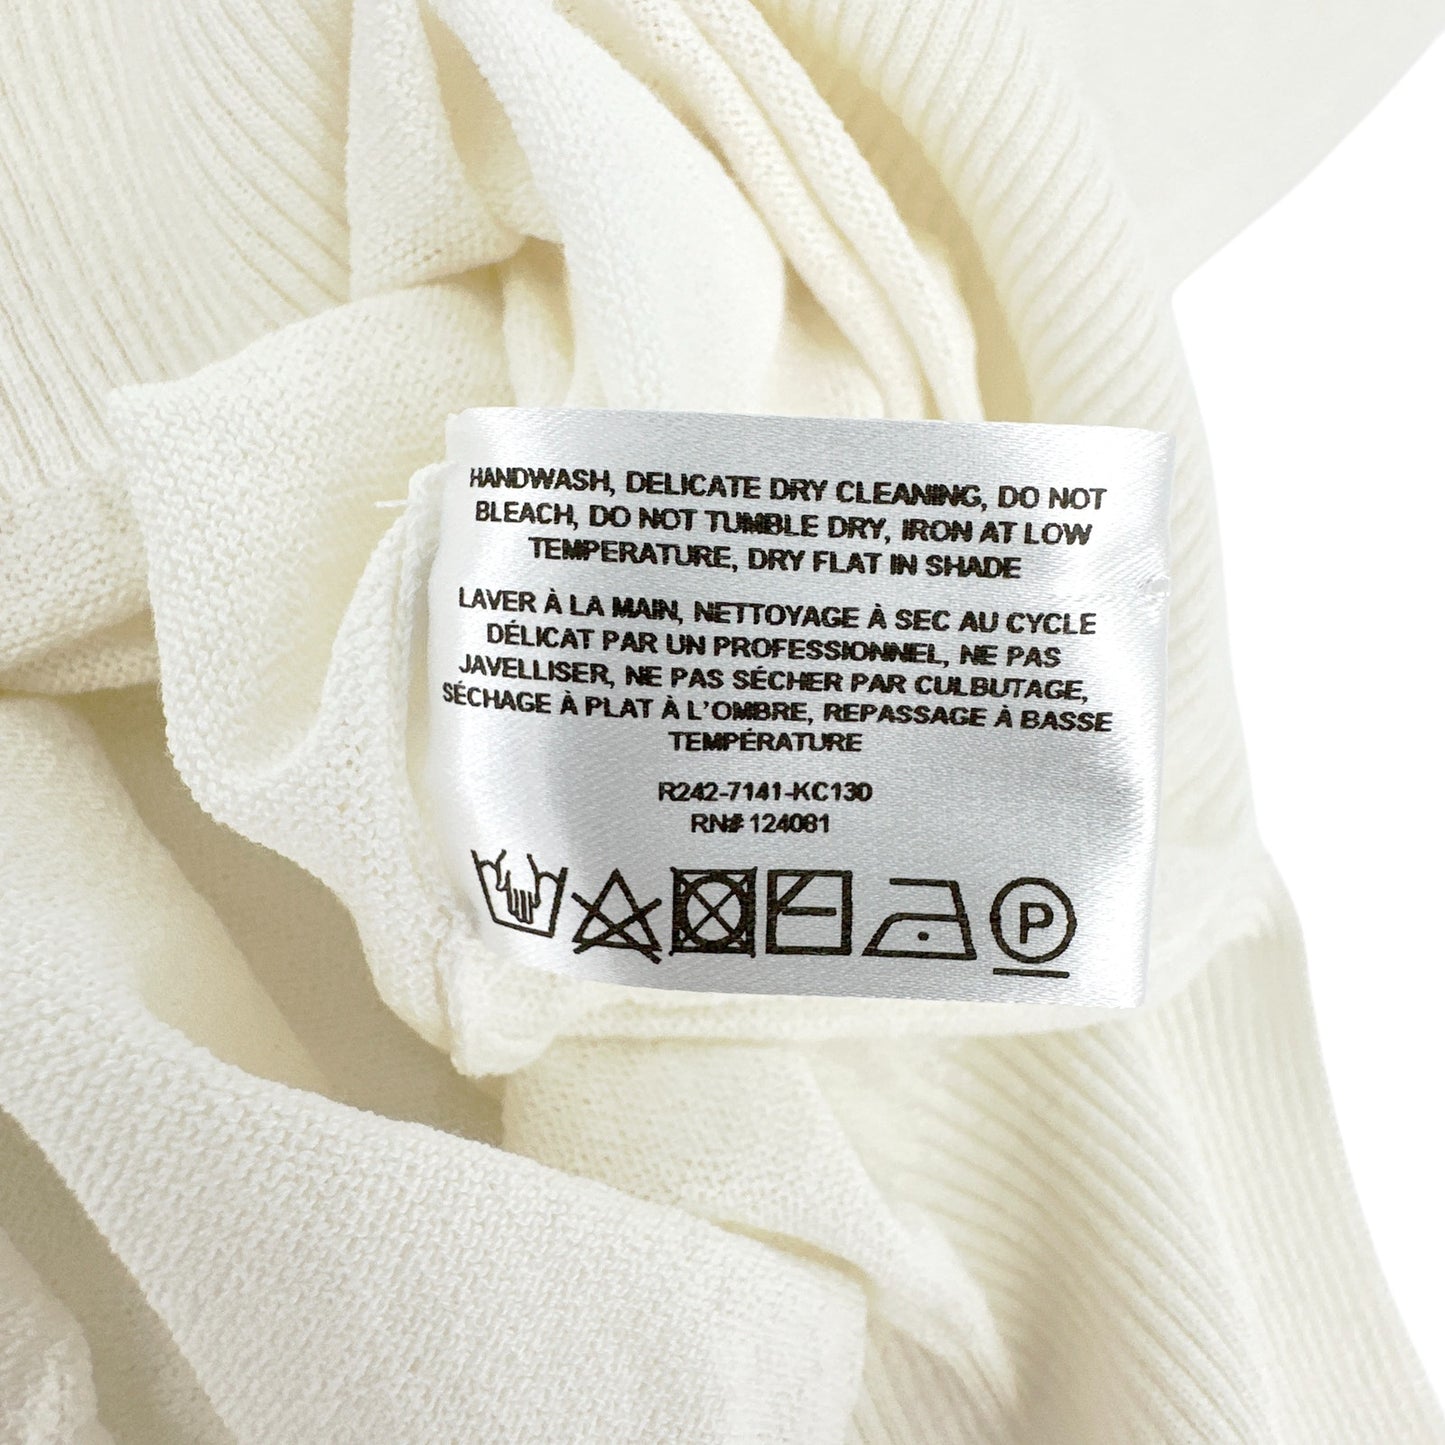 HANDWASH, DELICATE DRY CLEANING, DO NOT
BLEACH, DO NOT TUMBLE DRY, IRON AT LOW
TEMPERATURE, DRY FLAT IN SHADE
LAVER À LA MAIN, NETTOYAGE À SEC AU CYCLE
DÉLICAT PAR UN PROFESSIONNEL, NE PAS
JAVELLISER, NE PAS SÉCHER PAR CULBUTAGE,
SÉCHAGE À PLAT À L'OMBRE, REPASSAGE À BASSE
TEMPÉRATURE
R242-7141-KC130
RN# 124081
P